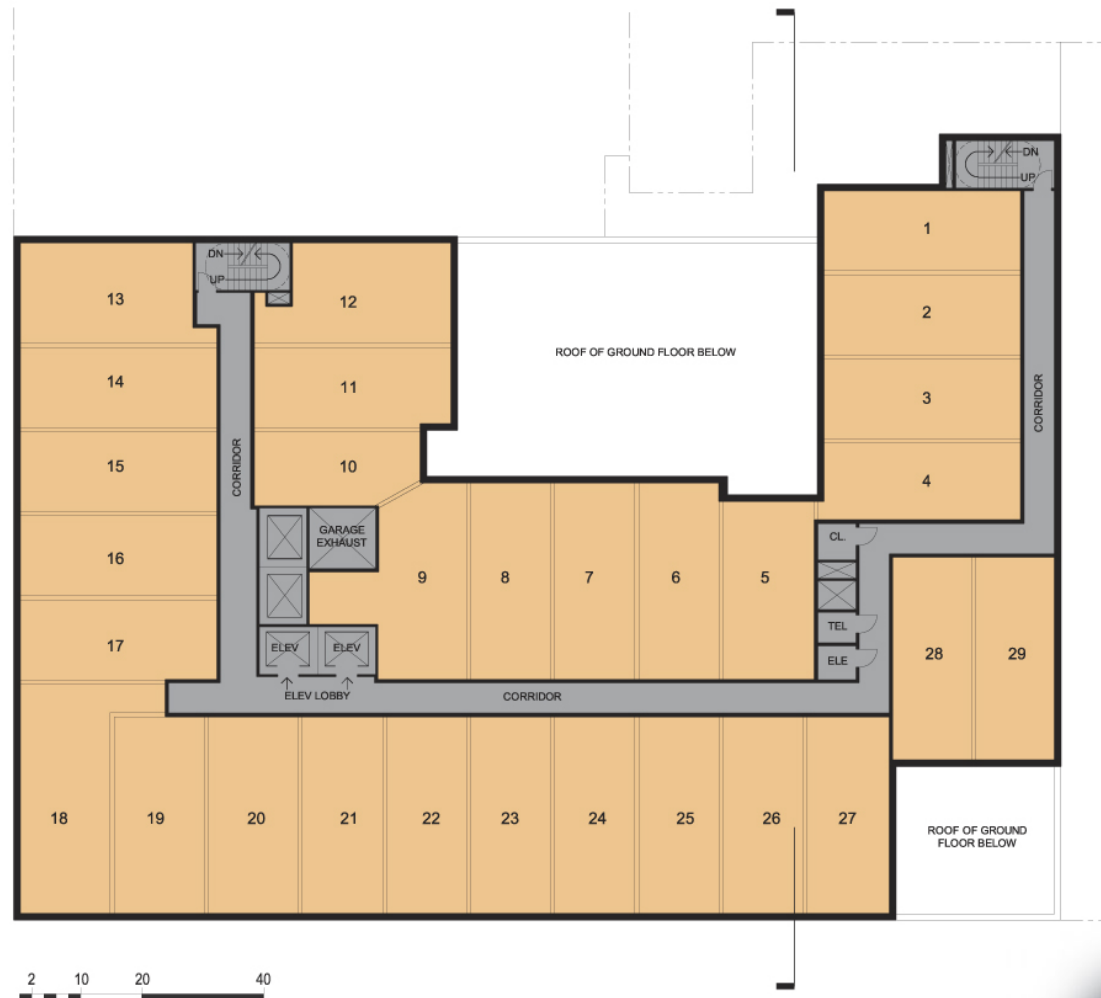 DN
UP
1
DN
UP
13
12
2
ROOF OF GROUND FLOOR BELOW
14
11
3
CORRIDOR
15
10
CORRIDOR
4
GARAGE
EXHAUST
CL.
16
9
8
7
6
5
TEL
17
ELEV
ELEV
ELE
28
29
ELEV LOBBY
CORRIDOR
18
19
20
21
22
23
24
25
26
27
ROOF OF GROUND
FLOOR BELOW
2
10
20
40